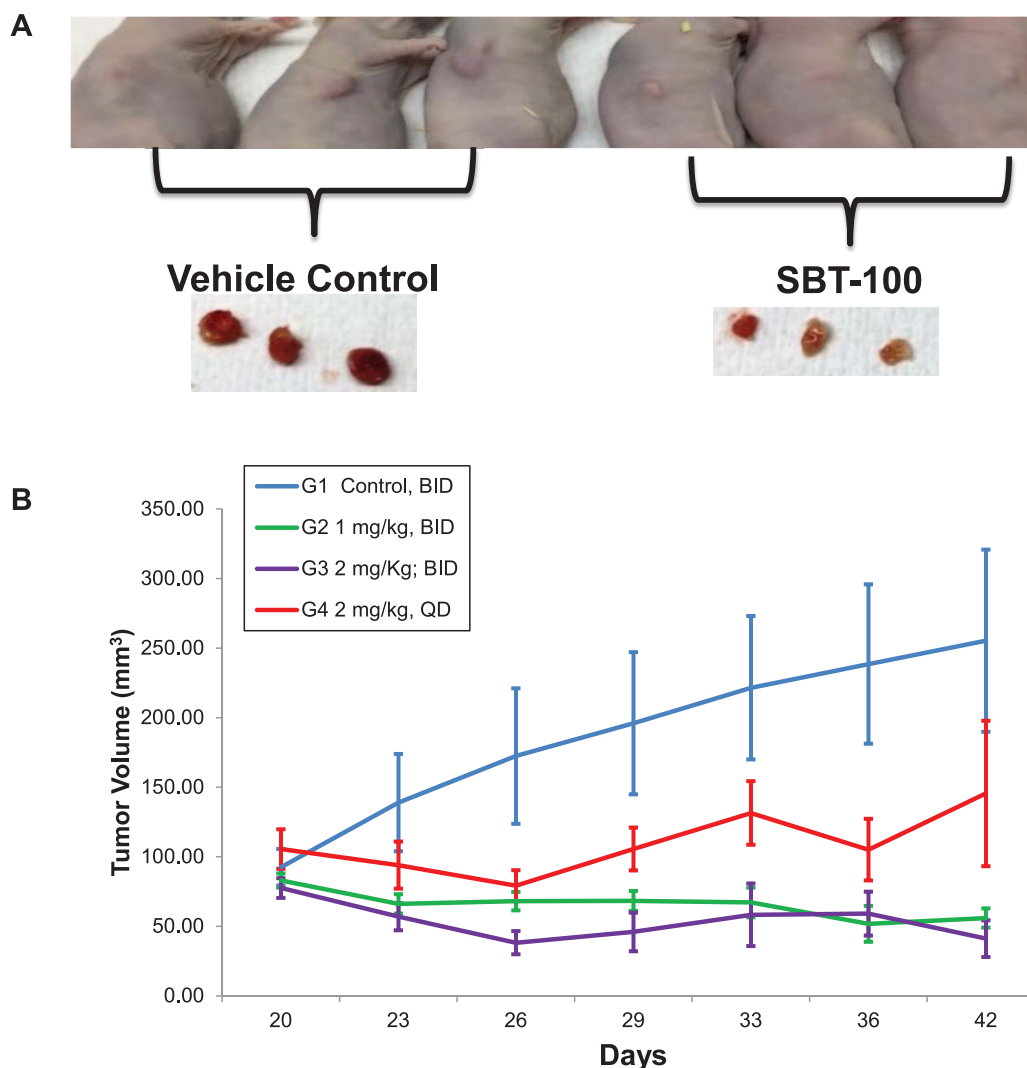 A
Vehicle Control
SBT-100
B
G1 Control, BID
G2 1 mg/kg, BID
G3 2 mg/Kg; BID
G4 2 mg/kg, QD
350.00
300.00
250.00
200.00
150.00
100.00
50.00
0.00
Tumor Volume (mm³)
20 23 26 29 33 36 42
Days